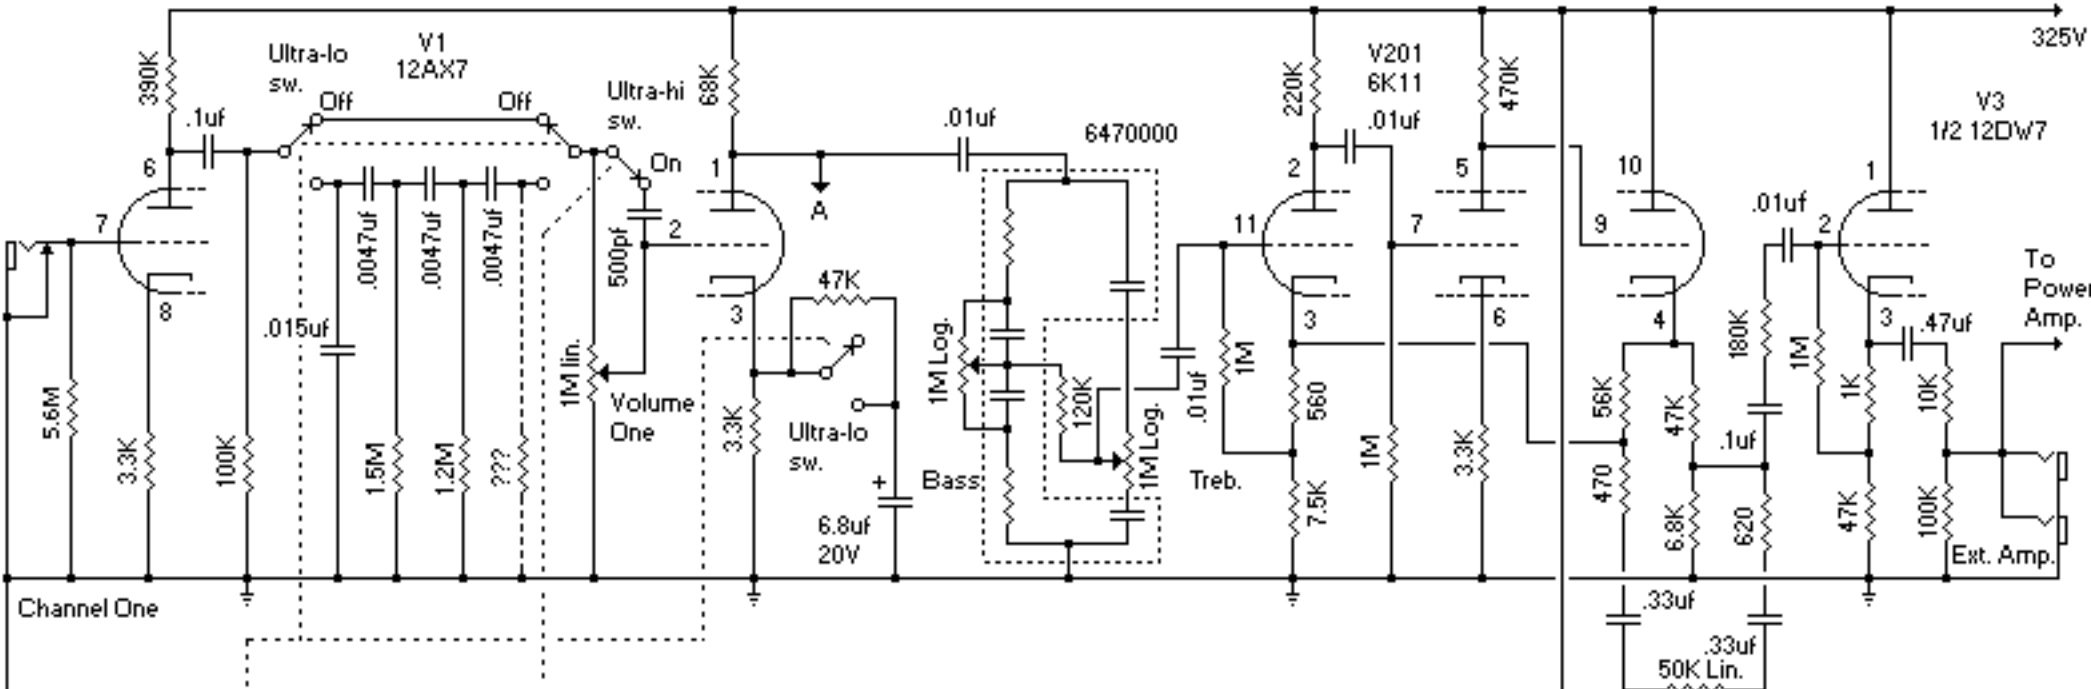 325V
Ultra-lo
sw.
V1
12AX7
Off
Off
Ultra-hi
sw.
On
390K
.1uf
68K
.01uf
6470000
220K
V201
6K11
.01uf
470K
V3
1/2 12DW7
6
7
8
1
2
3
A
2
11
3
5
7
6
10
9
4
1
2
3
.01uf
.0047uf
.0047uf
.0047uf
.015uf
500pf
47K
1M lin.
Volume
One
5.6M
3.3K
100K
1.5M
1.2M
???
3.3K
Ultra-lo
sw.
+
6.8uf
20V
1M Log.
Bass
120K
1M Log.
Treb.
.01uf
1M
560
7.5K
1M
3.3K
56K
470
47K
6.8K
180K
.1uf
620
1M
1K
47K
.47uf
10K
100K
To
Power
Amp.
Ext. Amp.
Channel One
.33uf
.33uf
50K Lin.